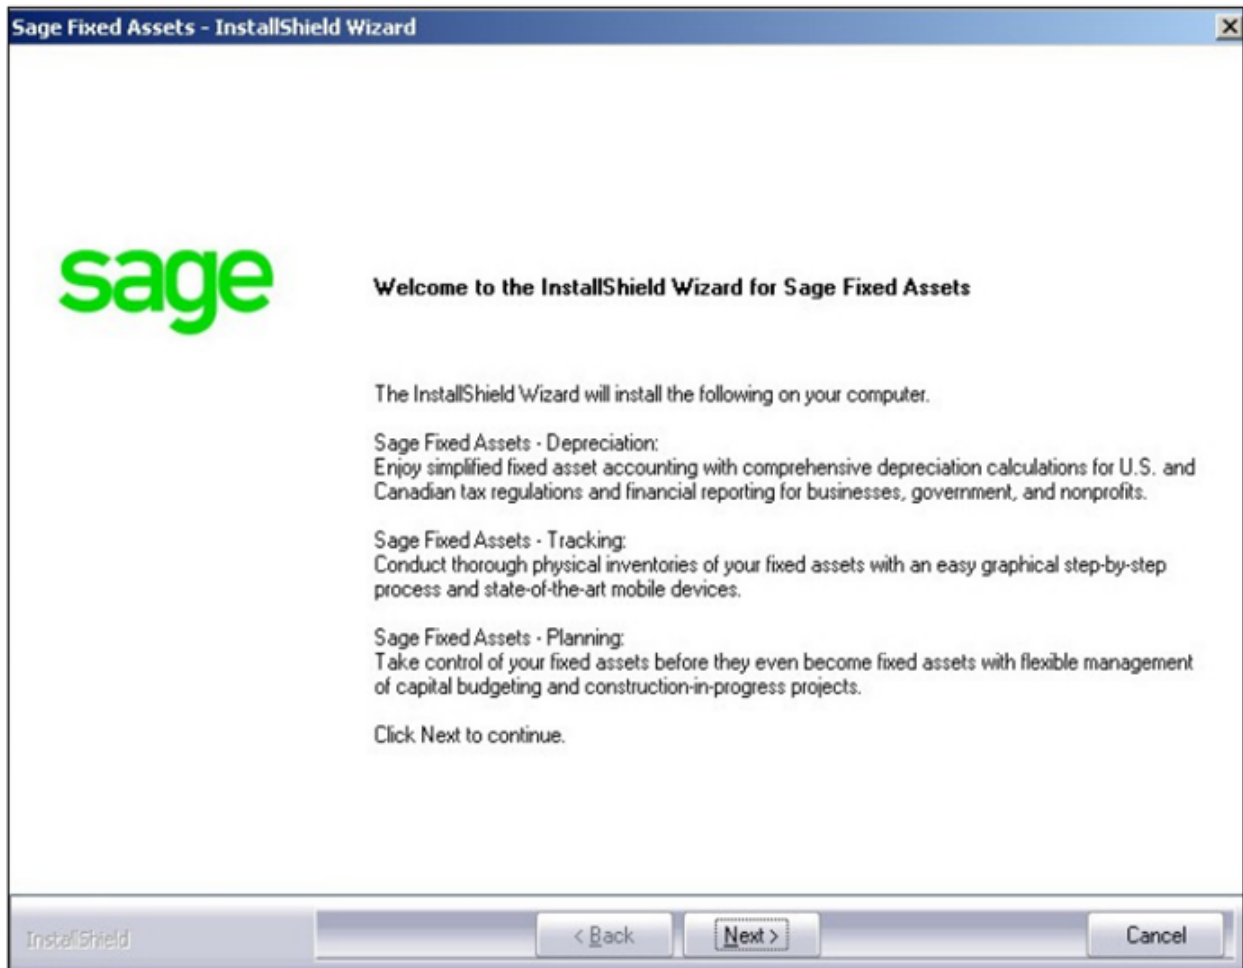 Sage Fixed Assets - InstallShield Wizard
sage
Welcome to the InstallShield Wizard for Sage Fixed Assets
The InstallShield Wizard will install the following on your computer.
Sage Fixed Assets - Depreciation:
Enjoy simplified fixed asset accounting with comprehensive depreciation calculations for U.S. and
Canadian tax regulations and financial reporting for businesses, government, and nonprofits.
Sage Fixed Assets - Tracking:
Conduct thorough physical inventories of your fixed assets with an easy graphical step-by-step
process and state-of-the-art mobile devices.
Sage Fixed Assets - Planning:
Take control of your fixed assets before they even become fixed assets with flexible management
of capital budgeting and construction-in-progress projects.
Click Next to continue.
InstallShield
< Back
Next >
Cancel